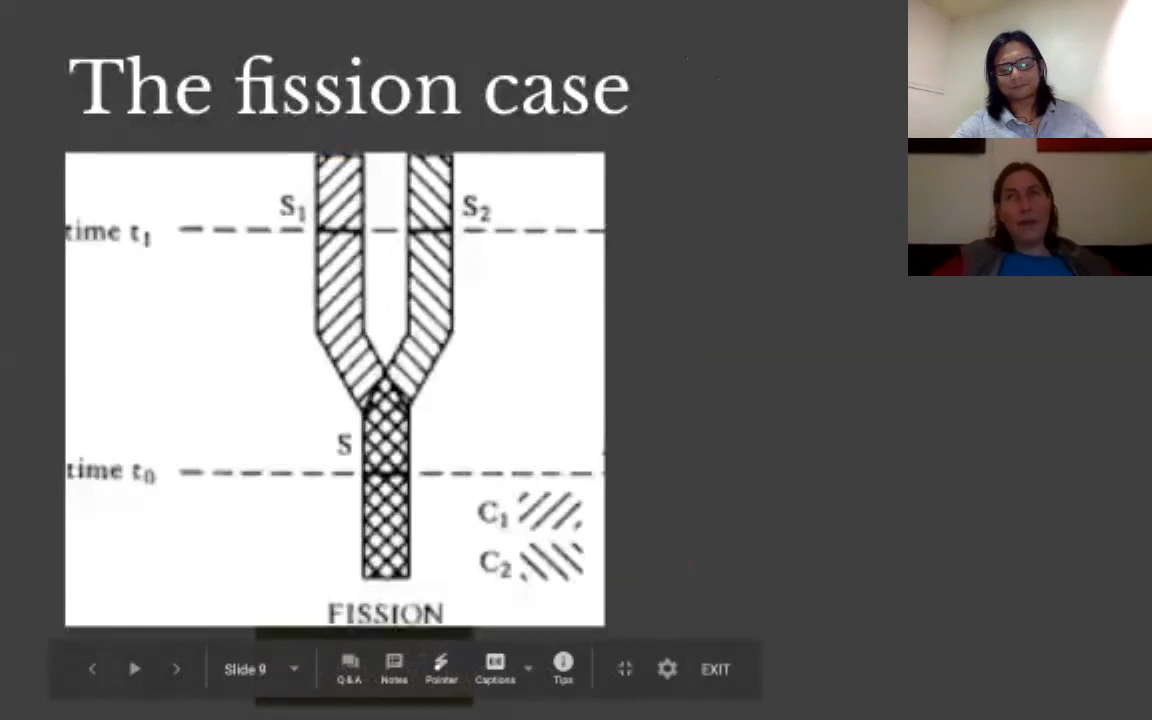 The fission case
S₁ S₂
time t₁
S
time t₀
C₁
C₂
FISSION
Slide 9
Q&A Notes Pointer Captions Tips EXIT